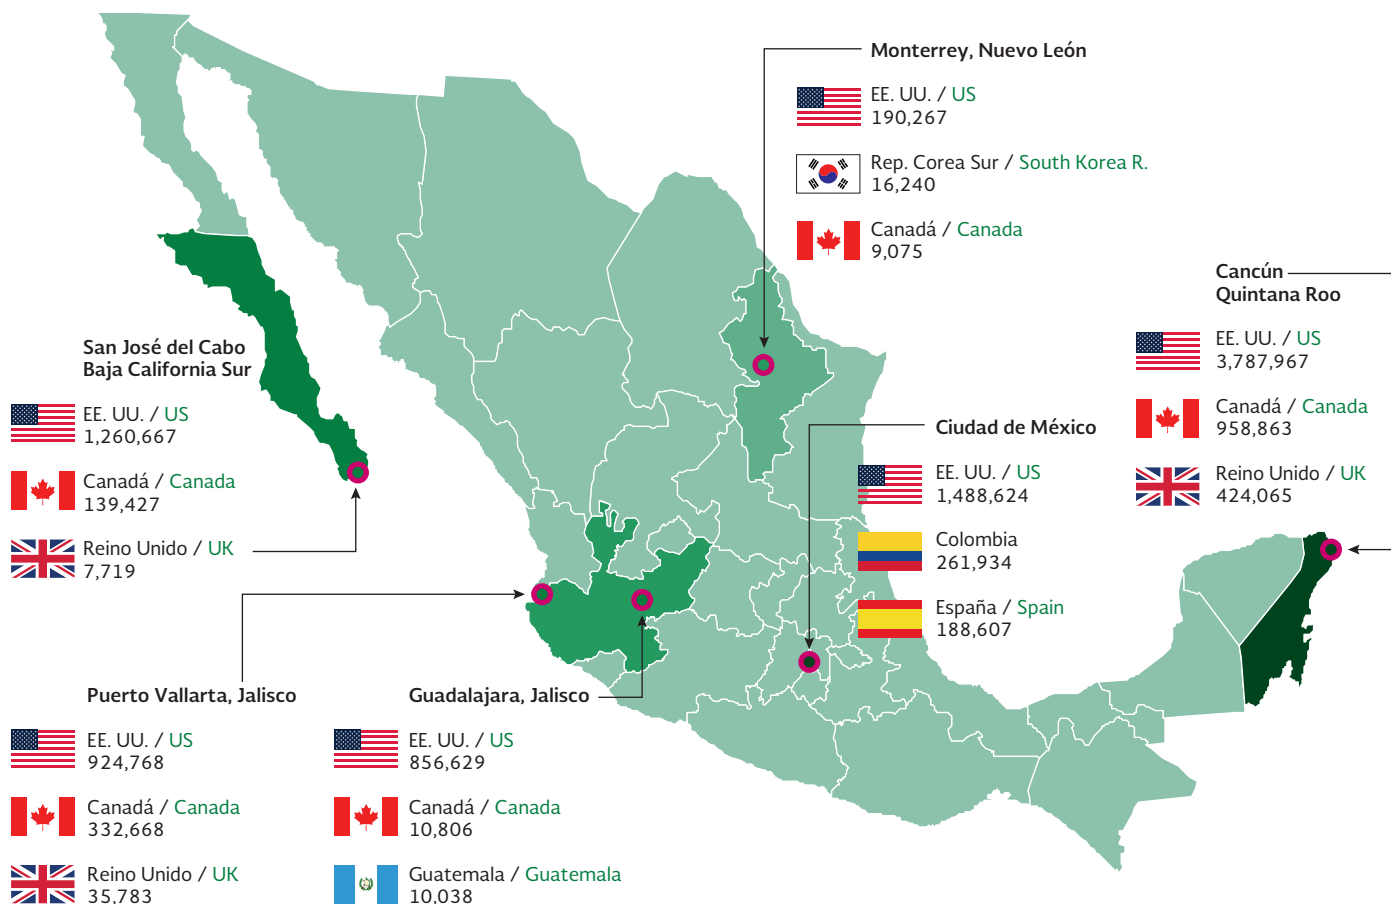 Monterrey, Nuevo León
EE. UU. / US
190,267
Rep. Corea Sur / South Korea R.
16,240
Canadá / Canada
9,075
Cancún
Quintana Roo
EE. UU. / US
3,787,967
Canadá / Canada
958,863
Reino Unido / UK
424,065
San José del Cabo
Baja California Sur
EE. UU. / US
1,260,667
Canadá / Canada
139,427
Reino Unido / UK
7,719
Ciudad de México
EE. UU. / US
1,488,624
Colombia
261,934
España / Spain
188,607
Puerto Vallarta, Jalisco
EE. UU. / US
924,768
Canadá / Canada
332,668
Reino Unido / UK
35,783
Guadalajara, Jalisco
EE. UU. / US
856,629
Canadá / Canada
10,806
Guatemala / Guatemala
10,038